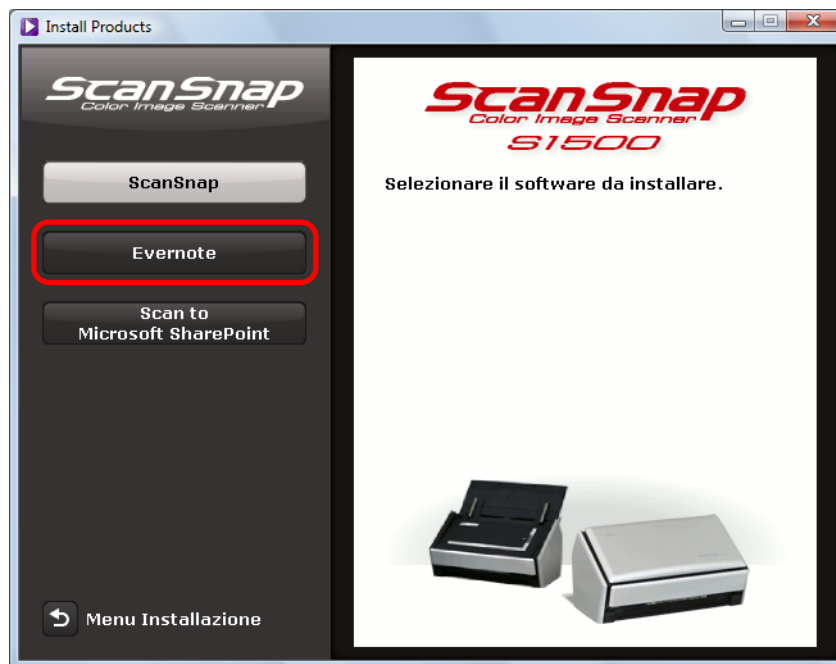 Install Products
ScanSnap
Color Image Scanner
ScanSnap
Evernote
Scan to
Microsoft SharePoint
Menu Installazione
ScanSnap
Color Image Scanner
S1500
Selezionare il software da installare.